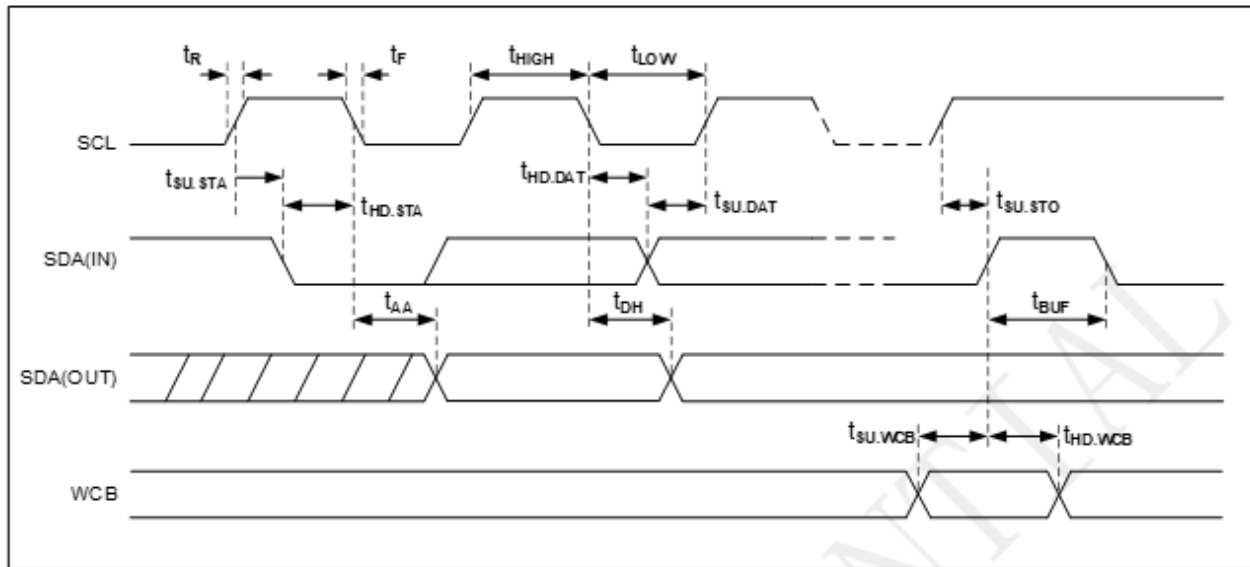 tR tF tHIGH tLOW
SCL
tSU.STA tHD.STA tHD.DAT tSU.DAT tSU.STO
SDA(IN)
tAA tDH tBUF
SDA(OUT)
tSU.WCB tHD.WCB
WCB
NTIAL